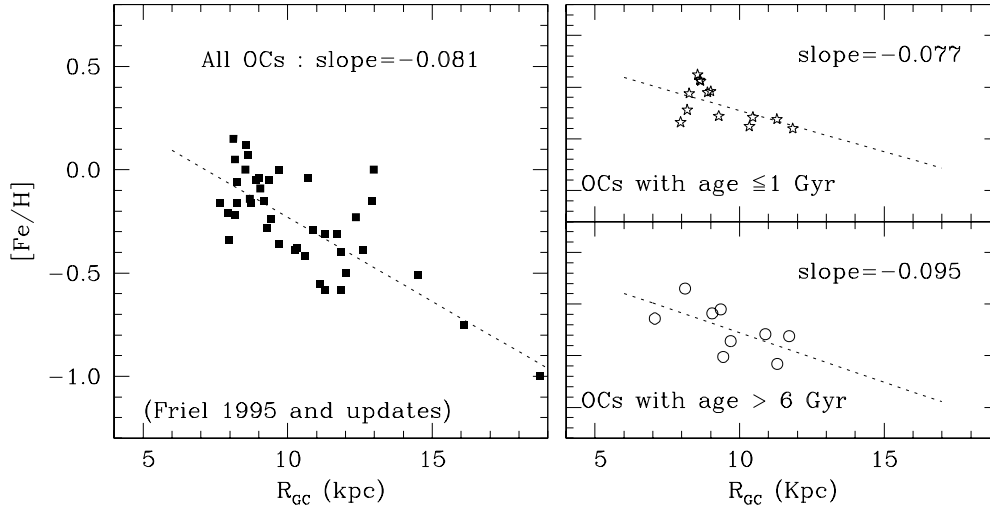 All OCs : slope=−0.081
0.5
0.0
−0.5
−1.0
[Fe/H]
(Friel 1995 and updates)
5 10 15
R_GC (kpc)
slope=−0.077
OCs with age ≦1 Gyr
slope=−0.095
OCs with age > 6 Gyr
5 10 15
R_GC (Kpc)